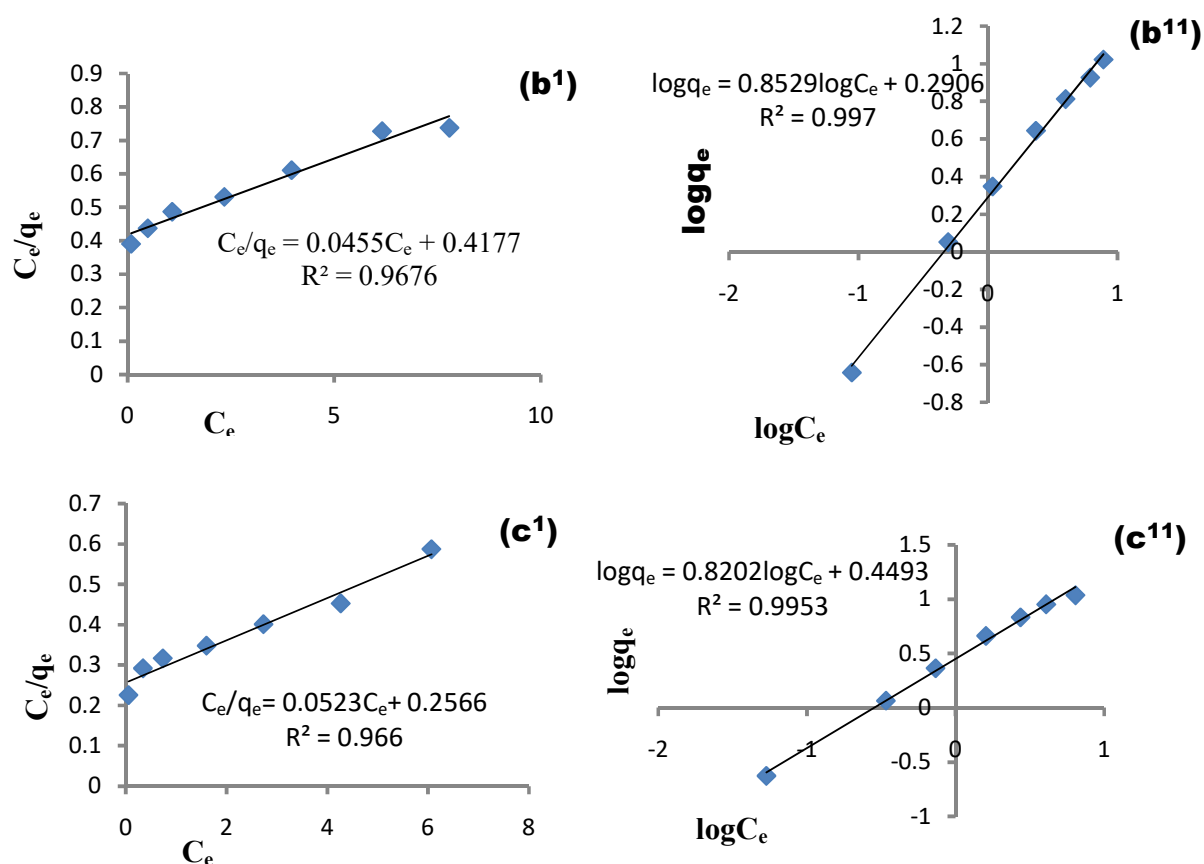 (b¹)
0.9
0.8
0.7
0.6
0.5
0.4
0.3
0.2
0.1
0
Cₑ/qₑ
Cₑ/qₑ = 0.0455Cₑ + 0.4177
R² = 0.9676
0 5 10
Cₑ
(b¹¹)
1.2
1
0.8
0.6
0.4
0.2
0
-0.2
-0.4
-0.6
-0.8
logqₑ = 0.8529logCₑ + 0.2906
R² = 0.997
logqₑ
-2 -1 0 1
logCₑ
(c¹)
0.7
0.6
0.5
0.4
0.3
0.2
0.1
0
Cₑ/qₑ
Cₑ/qₑ= 0.0523Cₑ+ 0.2566
R² = 0.966
0 2 4 6 8
Cₑ
(c¹¹)
1.5
1
0.5
0
-0.5
-1
logqₑ = 0.8202logCₑ + 0.4493
R² = 0.9953
logqₑ
-2 -1 0 1
logCₑ